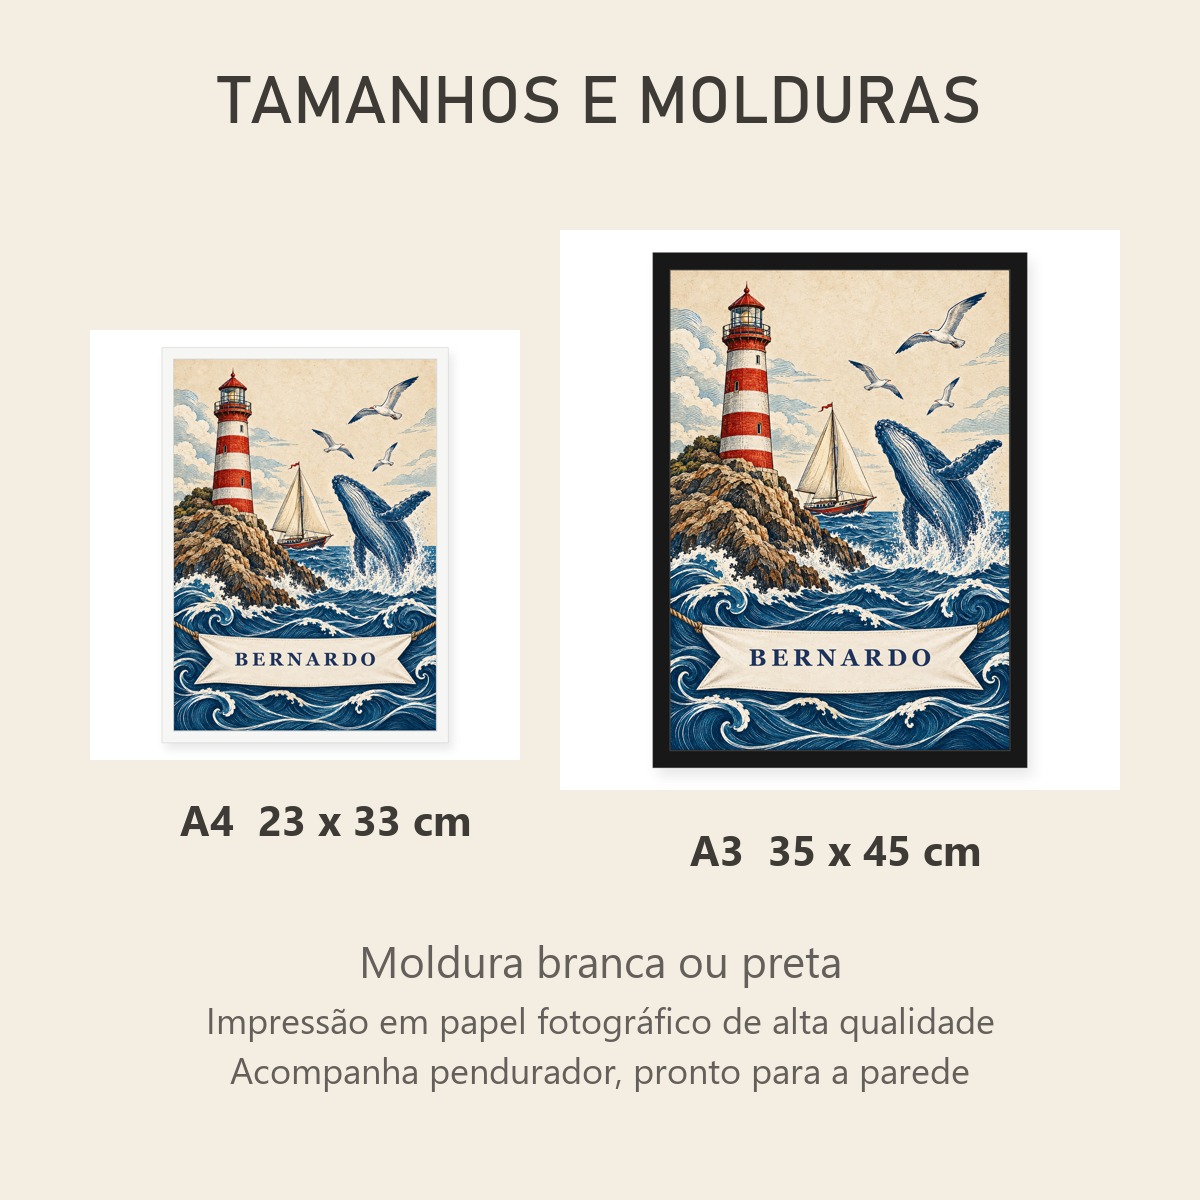 TAMANHOS E MOLDURAS
BERNARDO
BERNARDO
A4 23 x 33 cm
A3 35 x 45 cm
Moldura branca ou preta
Impressão em papel fotográfico de alta qualidade
Acompanha pendurador, pronto para a parede